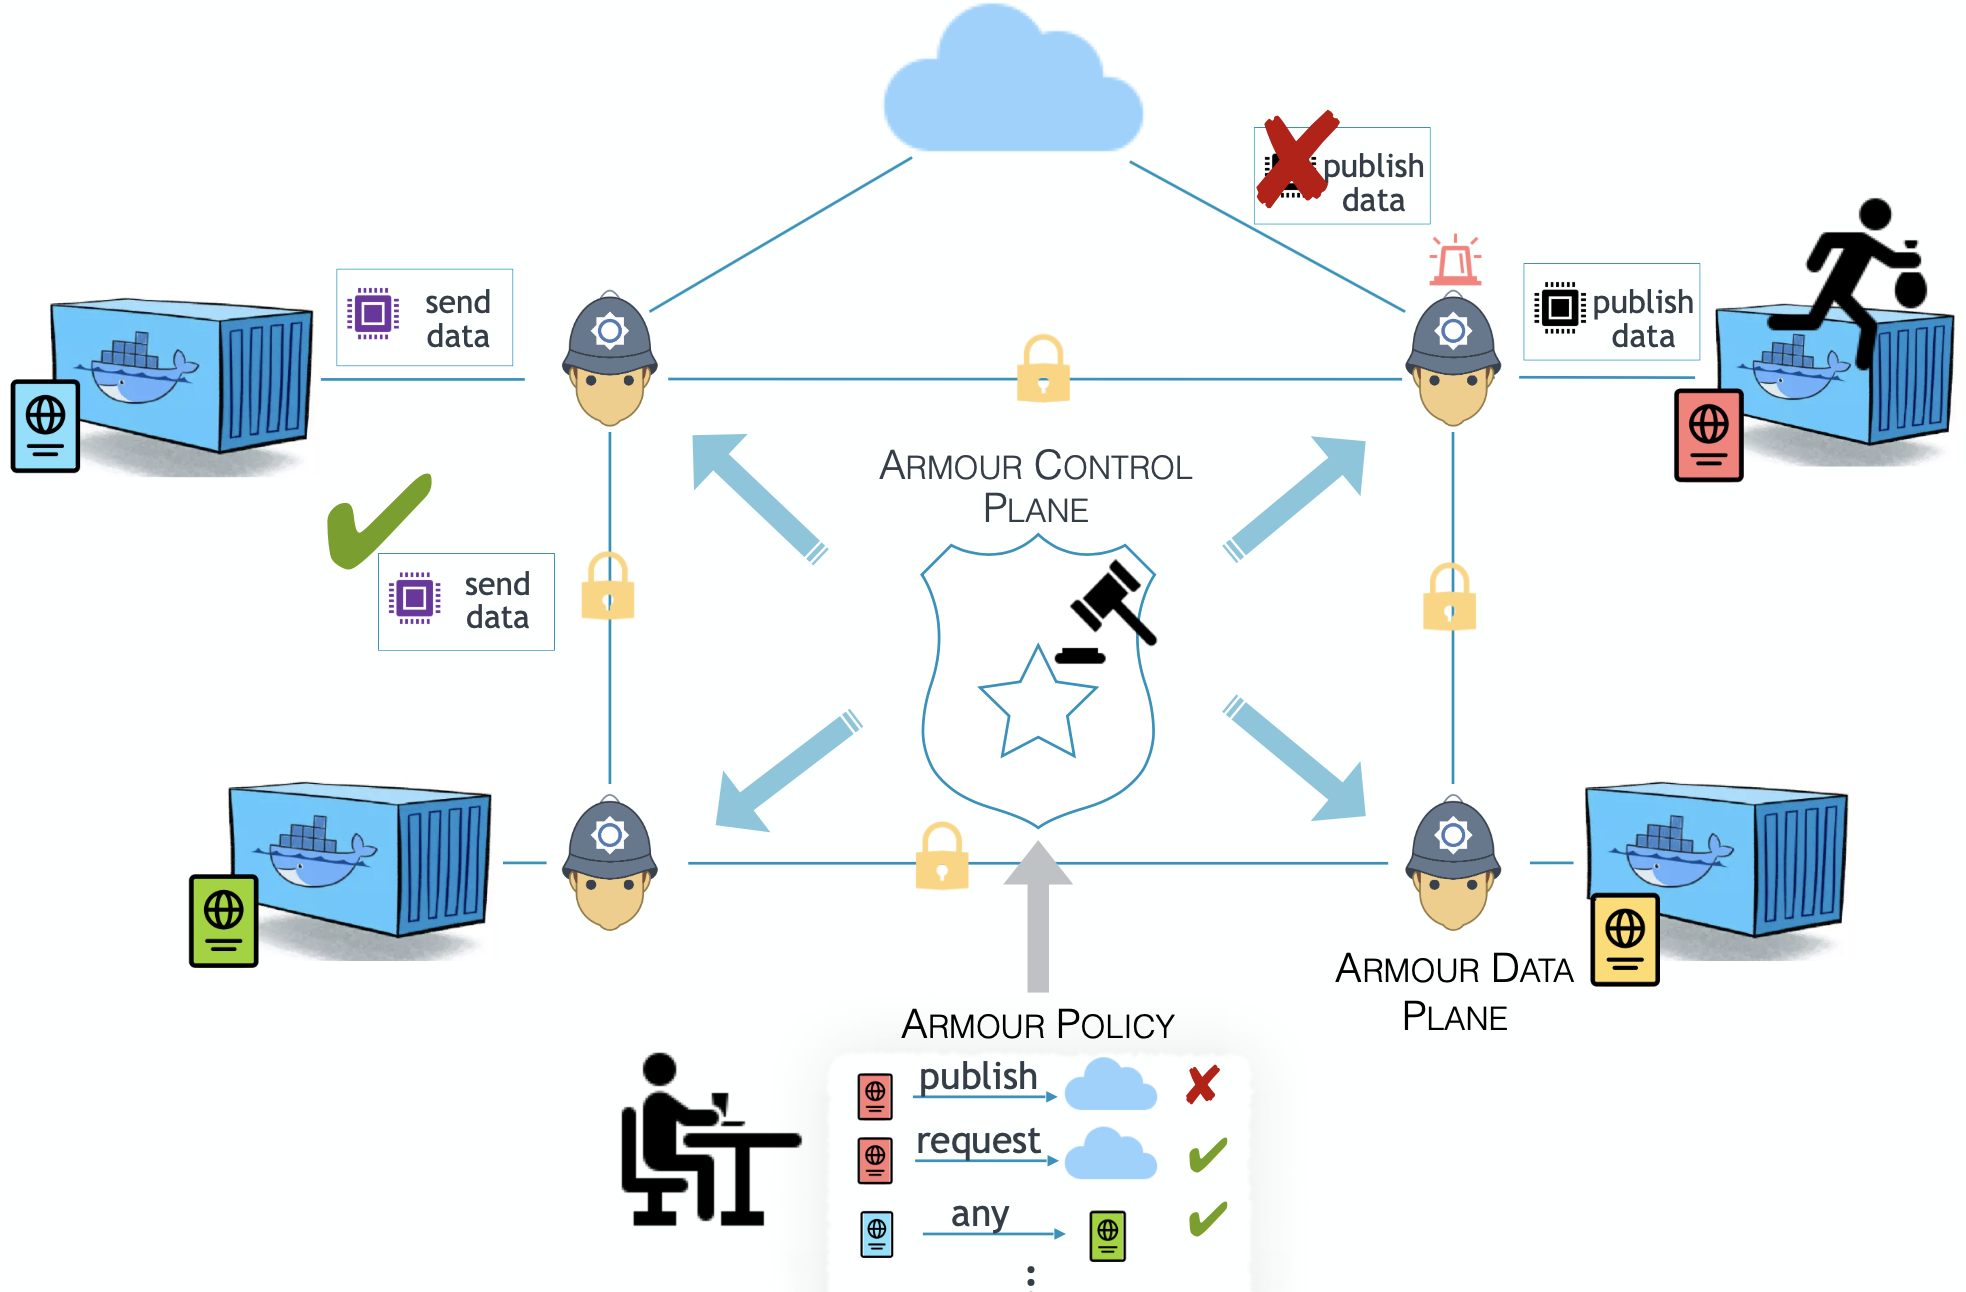 publish
data
send
data
publish
data
ARMOUR CONTROL
PLANE
send
data
ARMOUR DATA
PLANE
ARMOUR POLICY
publish
request
any
⋮